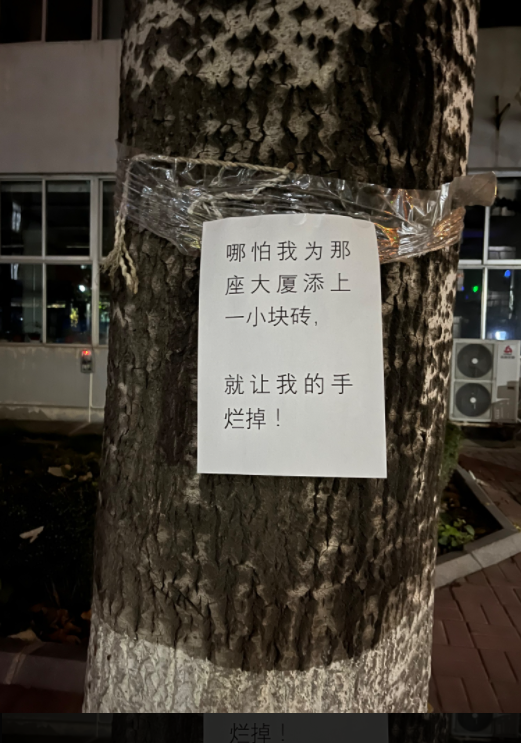 哪怕我为那
座大厦添上
一小块砖，
就让我的手
烂掉！
烂掉！